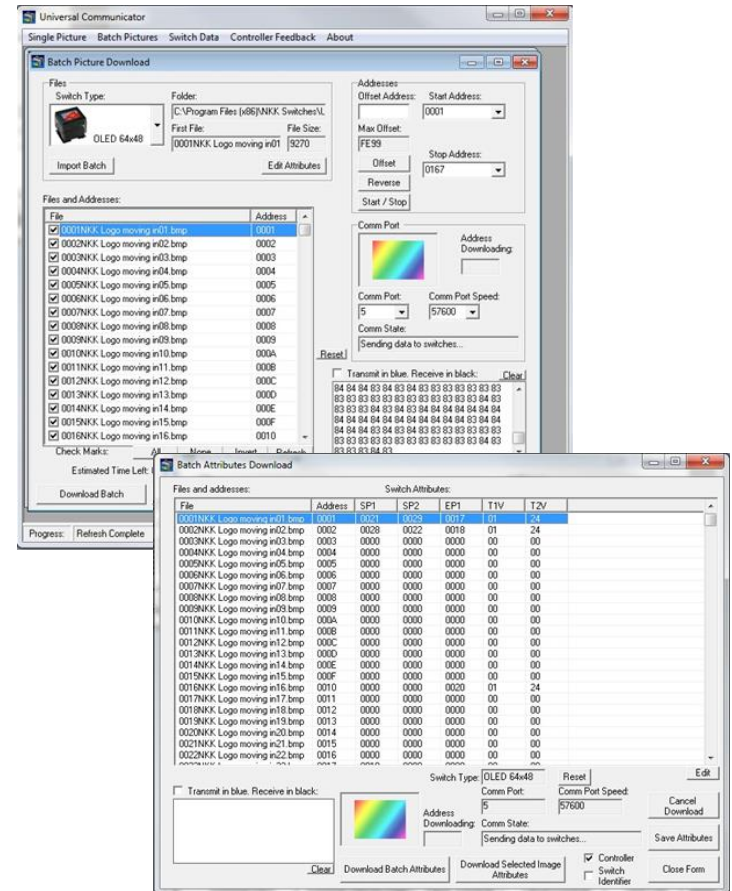 Universal Communicator
Single Picture Batch Pictures Switch Data Controller Feedback About
Batch Picture Download
Files
Switch Type:
OLED 64x48
Folder:
C:\Program Files (x86)\NKK Switches\L
First File: File Size:
0001NKK Logo moving in01 9270
Import Batch Edit Attributes
Addresses
Offset Address: Start Address:
0001
Max Offset:
FE99
Offset
Stop Address:
0167
Reverse
Start / Stop
Files and Addresses:
File Address
0001NKK Logo moving in01.bmp 0001
0002NKK Logo moving in02.bmp 0002
0003NKK Logo moving in03.bmp 0003
0004NKK Logo moving in04.bmp 0004
0005NKK Logo moving in05.bmp 0005
0006NKK Logo moving in06.bmp 0006
0007NKK Logo moving in07.bmp 0007
0008NKK Logo moving in08.bmp 0008
0009NKK Logo moving in09.bmp 0009
0010NKK Logo moving in10.bmp 000A
0011NKK Logo moving in11.bmp 000B
0012NKK Logo moving in12.bmp 000C
0013NKK Logo moving in13.bmp 000D
0014NKK Logo moving in14.bmp 000E
0015NKK Logo moving in15.bmp 000F
0016NKK Logo moving in16.bmp 0010
Comm Port
Address
Downloading:
Comm Port: Comm Port Speed:
5 57600
Comm State:
Sending data to switches...
Reset
Transmit in blue. Receive in black: Clear
Check Marks: All None Invert Refresh
Estimated Time Left:
Download Batch
Progress: Refresh Complete
Batch Attributes Download
Files and addresses: Switch Attributes:
File Address SP1 SP2 EP1 T1V T2V
0001NKK Logo moving in01.bmp 0001 0021 0029 0017 01 24
0002NKK Logo moving in02.bmp 0002 0028 0022 0018 01 24
0003NKK Logo moving in03.bmp 0003 0000 0000 0000 00 00
0004NKK Logo moving in04.bmp 0004 0000 0000 0000 00 00
0005NKK Logo moving in05.bmp 0005 0000 0000 0000 00 00
0006NKK Logo moving in06.bmp 0006 0000 0000 0000 00 00
0007NKK Logo moving in07.bmp 0007 0000 0000 0000 00 00
0008NKK Logo moving in08.bmp 0008 0000 0000 0000 00 00
0009NKK Logo moving in09.bmp 0009 0000 0000 0000 00 00
0010NKK Logo moving in10.bmp 000A 0000 0000 0000 00 00
0011NKK Logo moving in11.bmp 000B 0000 0000 0000 00 00
0012NKK Logo moving in12.bmp 000C 0000 0000 0000 00 00
0013NKK Logo moving in13.bmp 000D 0000 0000 0000 00 00
0014NKK Logo moving in14.bmp 000E 0000 0000 0000 00 00
0015NKK Logo moving in15.bmp 000F 0000 0000 0000 00 00
0016NKK Logo moving in16.bmp 0010 0000 0000 0020 01 24
0017NKK Logo moving in17.bmp 0011 0000 0000 0000 00 00
0018NKK Logo moving in18.bmp 0012 0000 0000 0000 00 00
0019NKK Logo moving in19.bmp 0013 0000 0000 0000 00 00
0020NKK Logo moving in20.bmp 0014 0000 0000 0000 00 00
0021NKK Logo moving in21.bmp 0015 0000 0000 0000 00 00
0022NKK Logo moving in22.bmp 0016 0000 0000 0000 00 00
Switch Type: OLED 64x48 Reset Edit
Transmit in blue. Receive in black:
Comm Port: Comm Port Speed:
5 57600
Address
Downloading:
Comm State:
Sending data to switches...
Cancel
Download
Save Attributes
Clear
Download Batch Attributes
Download Selected Image
Attributes
Controller
Switch
Identifier
Close Form